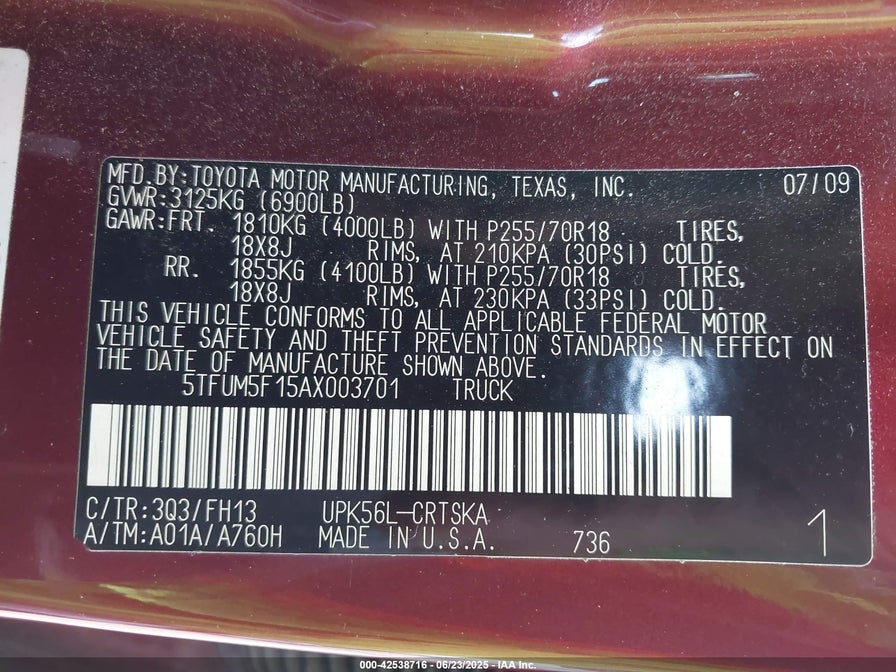 MFD.BY:TOYOTA MOTOR MANUFACTURING, TEXAS, INC. 07/09
GVWR:3125KG (6900LB)
GAWR:FRT. 1810KG (4000LB) WITH P255/70R18 TIRES,
18X8J RIMS, AT 210KPA (30PSI) COLD.
RR. 1855KG (4100LB) WITH P255/70R18 TIRES,
18X8J RIMS, AT 230KPA (33PSI) COLD.
THIS VEHICLE CONFORMS TO ALL APPLICABLE FEDERAL MOTOR
VEHICLE SAFETY AND THEFT PREVENTION STANDARDS IN EFFECT ON
THE DATE OF MANUFACTURE SHOWN ABOVE.
5TFUM5F15AX003701 TRUCK
C/TR:3Q3/FH13 UPK56L-CRTSKA
A/TM:A01A/A760H MADE IN U.S.A. 736 1
000-42538716 - 06/23/2025 - IAA Inc.